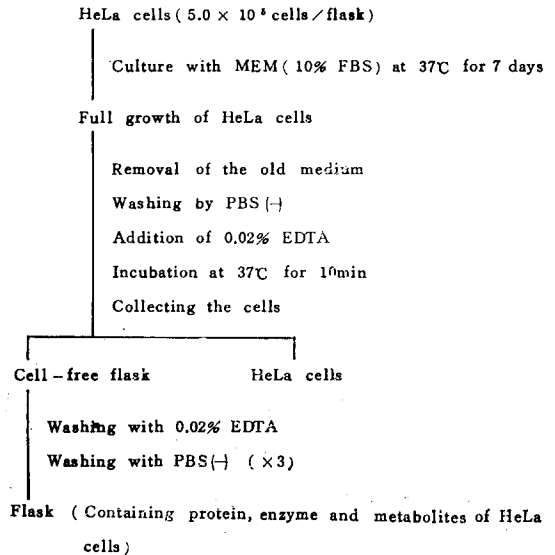 HeLa cells ( 5.0 × 10⁵ cells/flask)
Culture with MEM ( 10% FBS) at 37℃ for 7 days
Full growth of HeLa cells
Removal of the old medium
Washing by PBS (-)
Addition of 0.02% EDTA
Incubation at 37℃ for 10min
Collecting the cells
Cell-free flask HeLa cells
Washing with 0.02% EDTA
Washing with PBS(-) ( ×3)
Flask ( Containing protein, enzyme and metabolites of HeLa
cells )